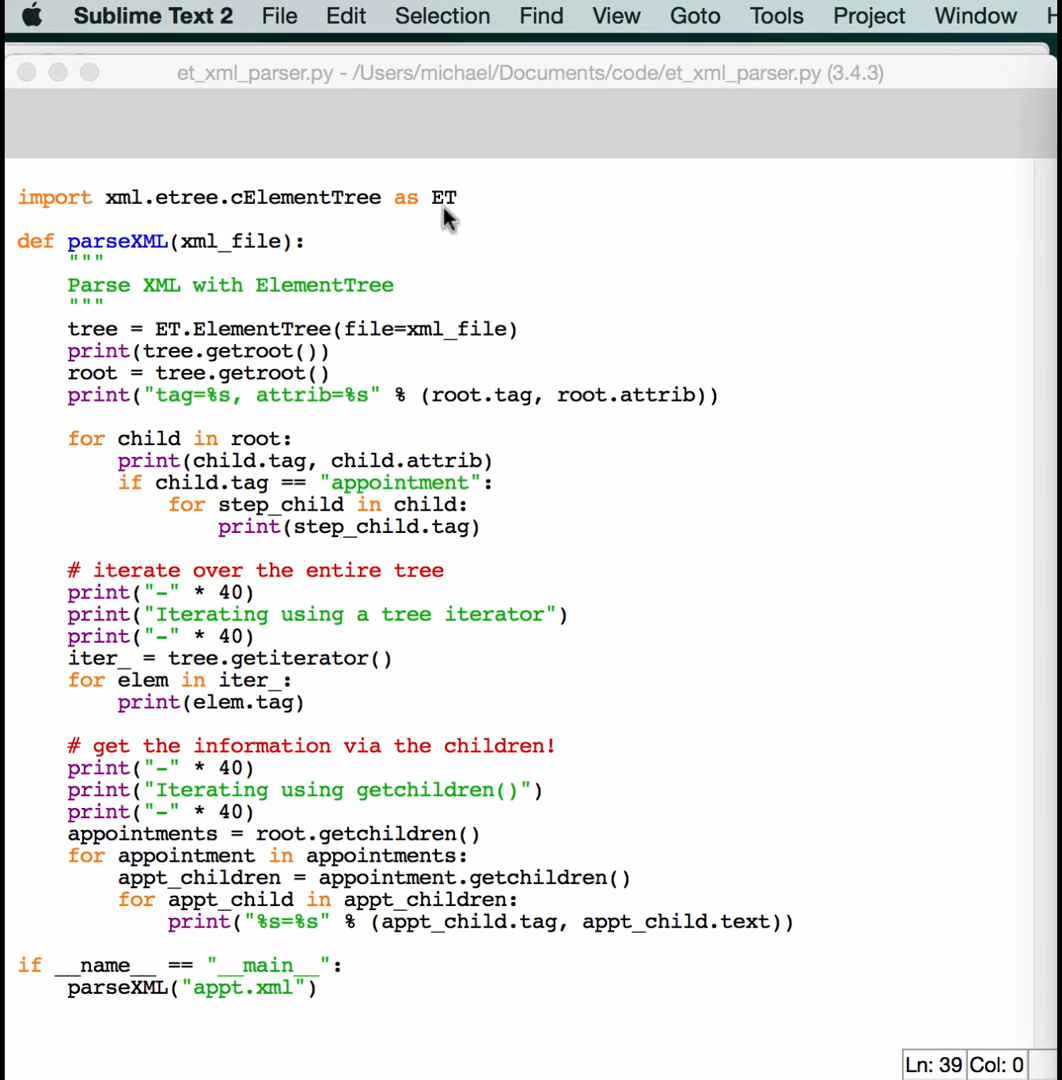 Sublime Text 2 File Edit Selection Find View Goto Tools Project Window H
et_xml_parser.py - /Users/michael/Documents/code/et_xml_parser.py (3.4.3)
import xml.etree.cElementTree as ET
def parseXML(xml_file):
    """
    Parse XML with ElementTree
    """
    tree = ET.ElementTree(file=xml_file)
    print(tree.getroot())
    root = tree.getroot()
    print("tag=%s, attrib=%s" % (root.tag, root.attrib))
    for child in root:
        print(child.tag, child.attrib)
        if child.tag == "appointment":
            for step_child in child:
                print(step_child.tag)
    # iterate over the entire tree
    print("-" * 40)
    print("Iterating using a tree iterator")
    print("-" * 40)
    iter_ = tree.getiterator()
    for elem in iter_:
        print(elem.tag)
    # get the information via the children!
    print("-" * 40)
    print("Iterating using getchildren()")
    print("-" * 40)
    appointments = root.getchildren()
    for appointment in appointments:
        appt_children = appointment.getchildren()
        for appt_child in appt_children:
            print("%s=%s" % (appt_child.tag, appt_child.text))
if __name__ == "__main__":
    parseXML("appt.xml")
Ln: 39 Col: 0